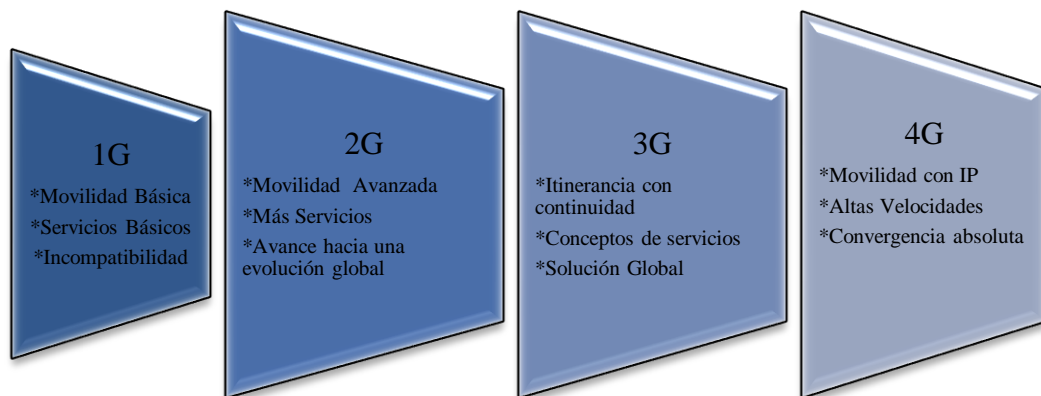 1G
*Movilidad Básica
*Servicios Básicos
*Incompatibilidad
2G
*Movilidad Avanzada
*Más Servicios
*Avance hacia una
evolución global
3G
*Itinerancia con
continuidad
*Conceptos de servicios
*Solución Global
4G
*Movilidad con IP
*Altas Velocidades
*Convergencia absoluta